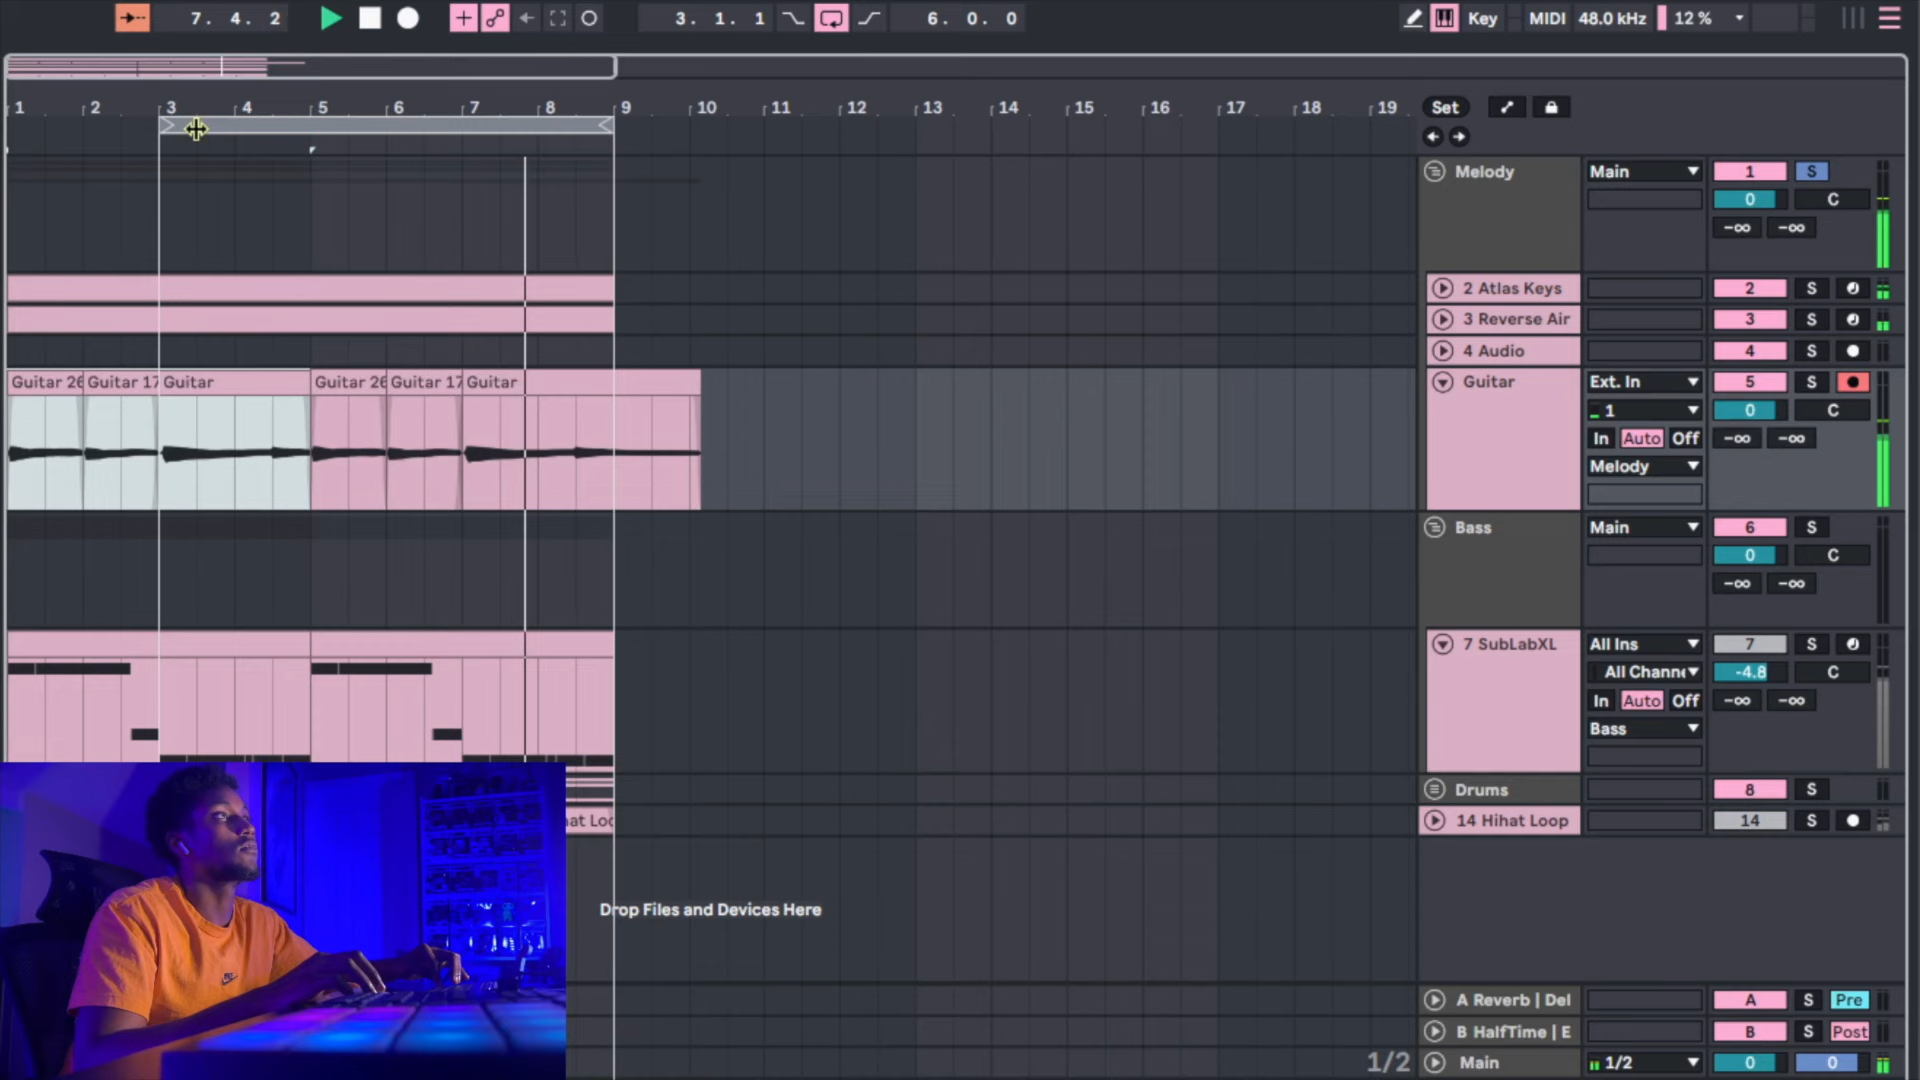 7. 4. 2 3. 1. 1 6. 0. 0 Key MIDI 48.0 kHz 12 %
1 2 3 4 5 6 7 8 9 10 11 12 13 14 15 16 17 18 19 Set
Melody Main 1 S
0 C
-∞ -∞
2 Atlas Keys 2 S
3 Reverse Air 3 S
4 Audio 4 S
Guitar 26 Guitar 17 Guitar Guitar 26 Guitar 17 Guitar Guitar Ext. In 5 S
1 0 C
In Auto Off -∞ -∞
Melody
Bass Main 6 S
0 C
-∞ -∞
7 SubLabXL All Ins 7 S
All Channe -4.8 C
In Auto Off -∞ -∞
Bass
Drums 8 S
hat Loo 14 Hihat Loop 14 S
Drop Files and Devices Here
A Reverb | Del A S Pre
B HalfTime | E B S Post
1/2 Main 1/2 0 0